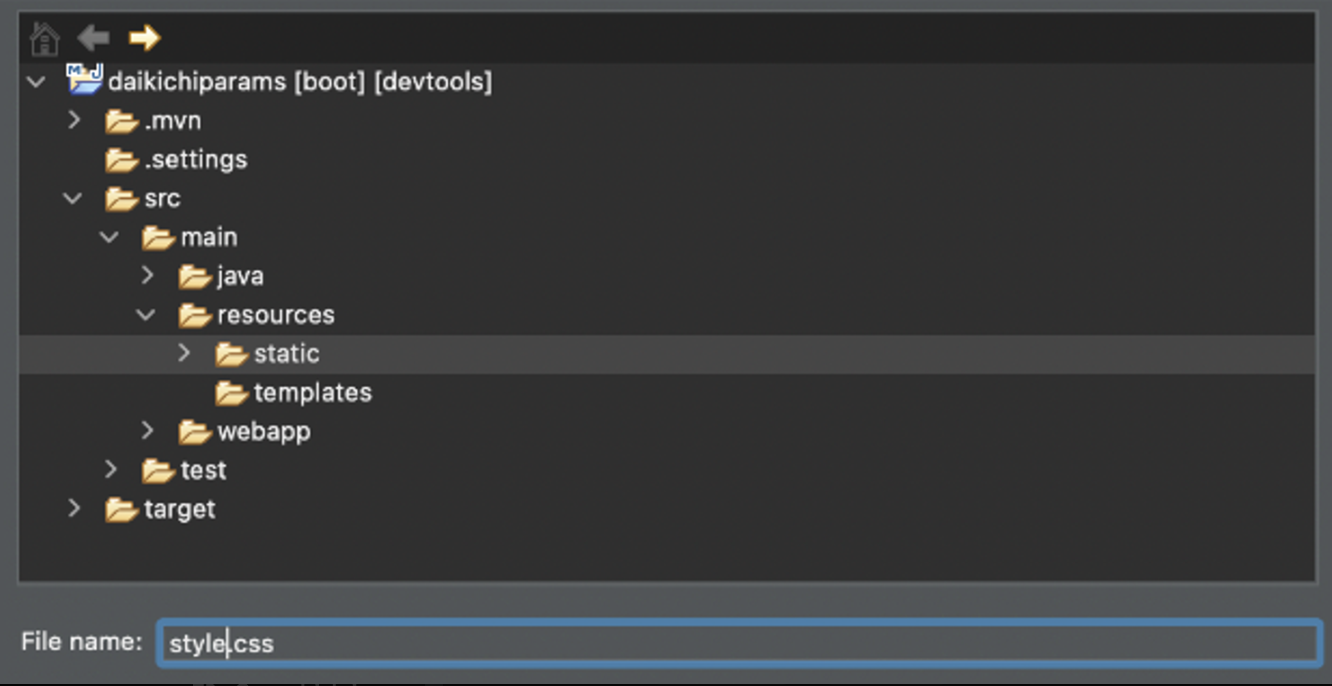 daikichiparams [boot] [devtools]
.mvn
.settings
src
main
java
resources
static
templates
webapp
test
target
File name: style.css